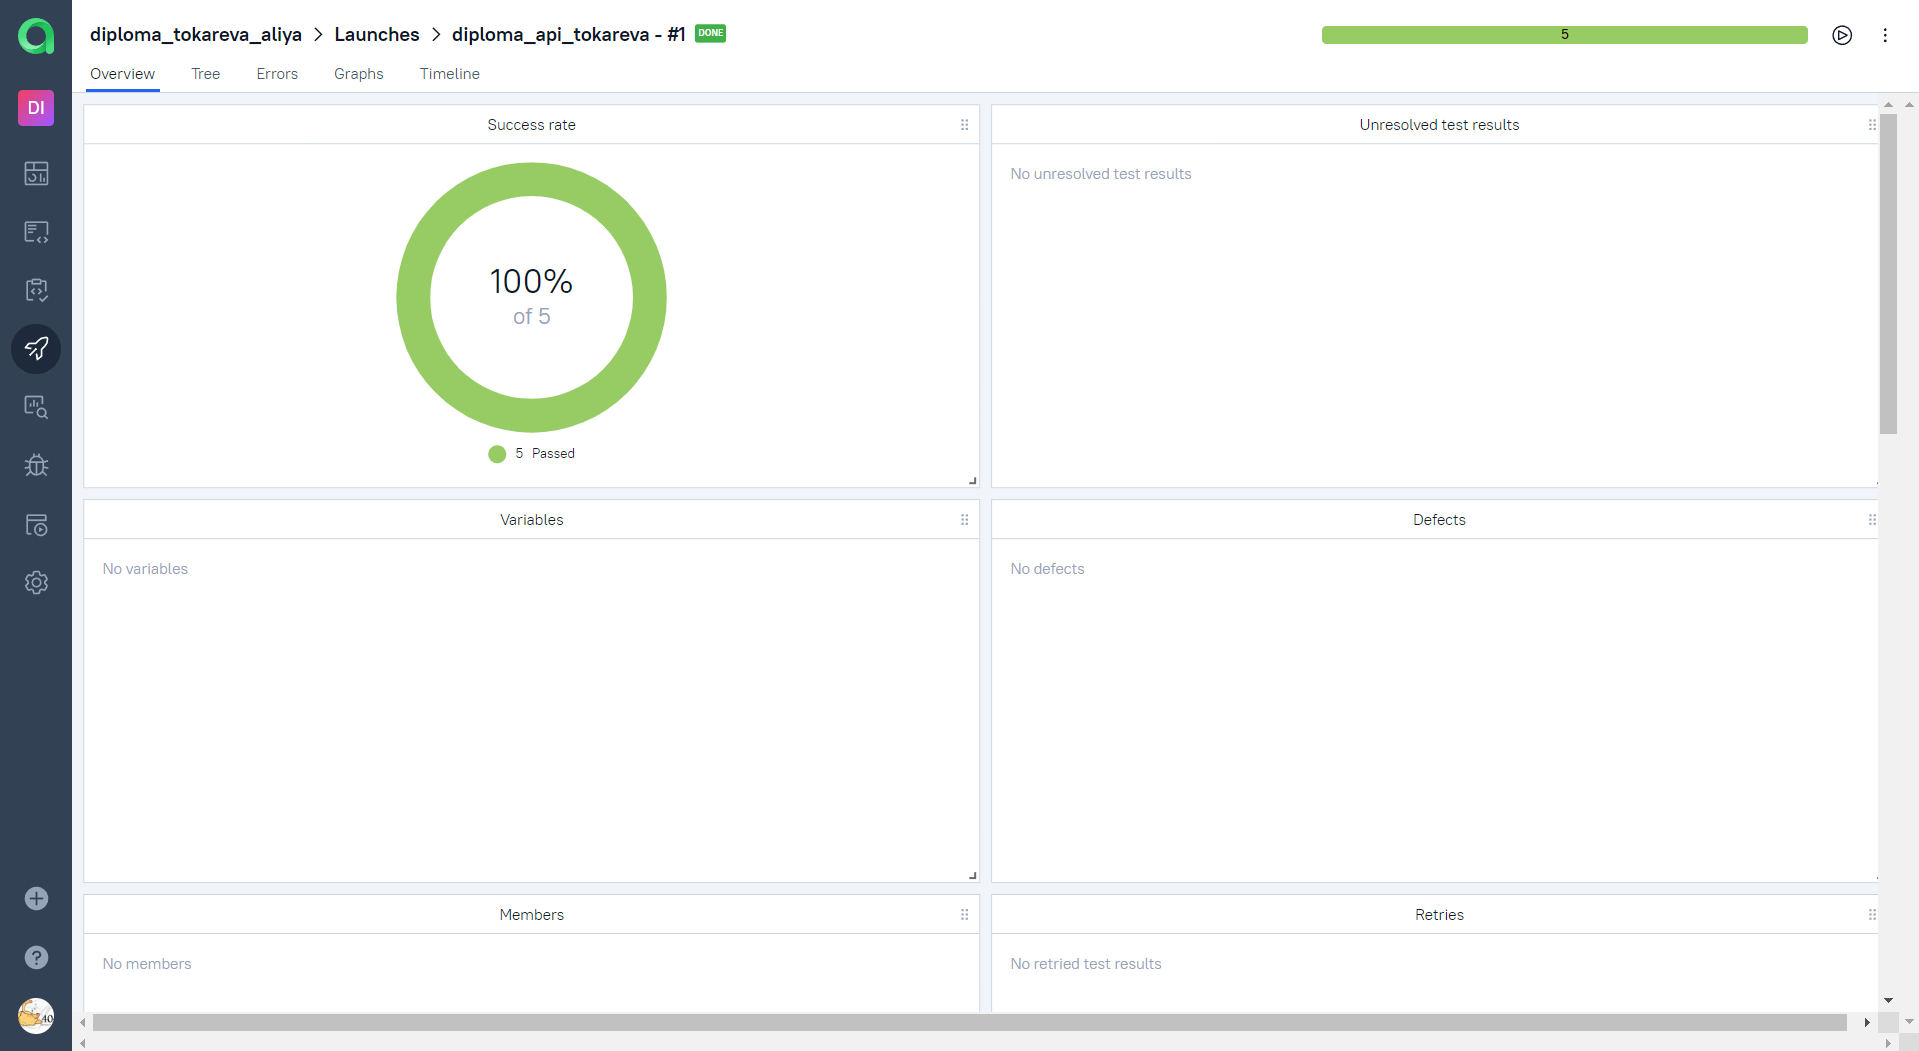 diploma_tokareva_aliya > Launches > diploma_api_tokareva - #1 DONE
5
Overview Tree Errors Graphs Timeline
DI
Success rate
100%
of 5
5 Passed
Unresolved test results
No unresolved test results
Variables
No variables
Defects
No defects
Members
No members
Retries
No retried test results
40